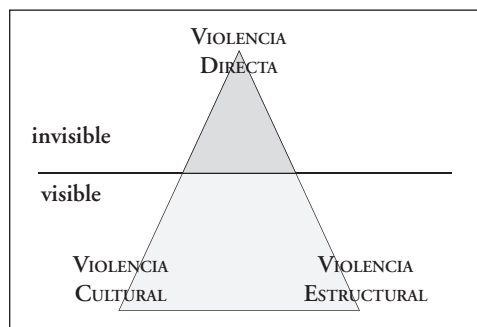 VIOLENCIA
DIRECTA
invisible
visible
VIOLENCIA
CULTURAL
VIOLENCIA
ESTRUCTURAL